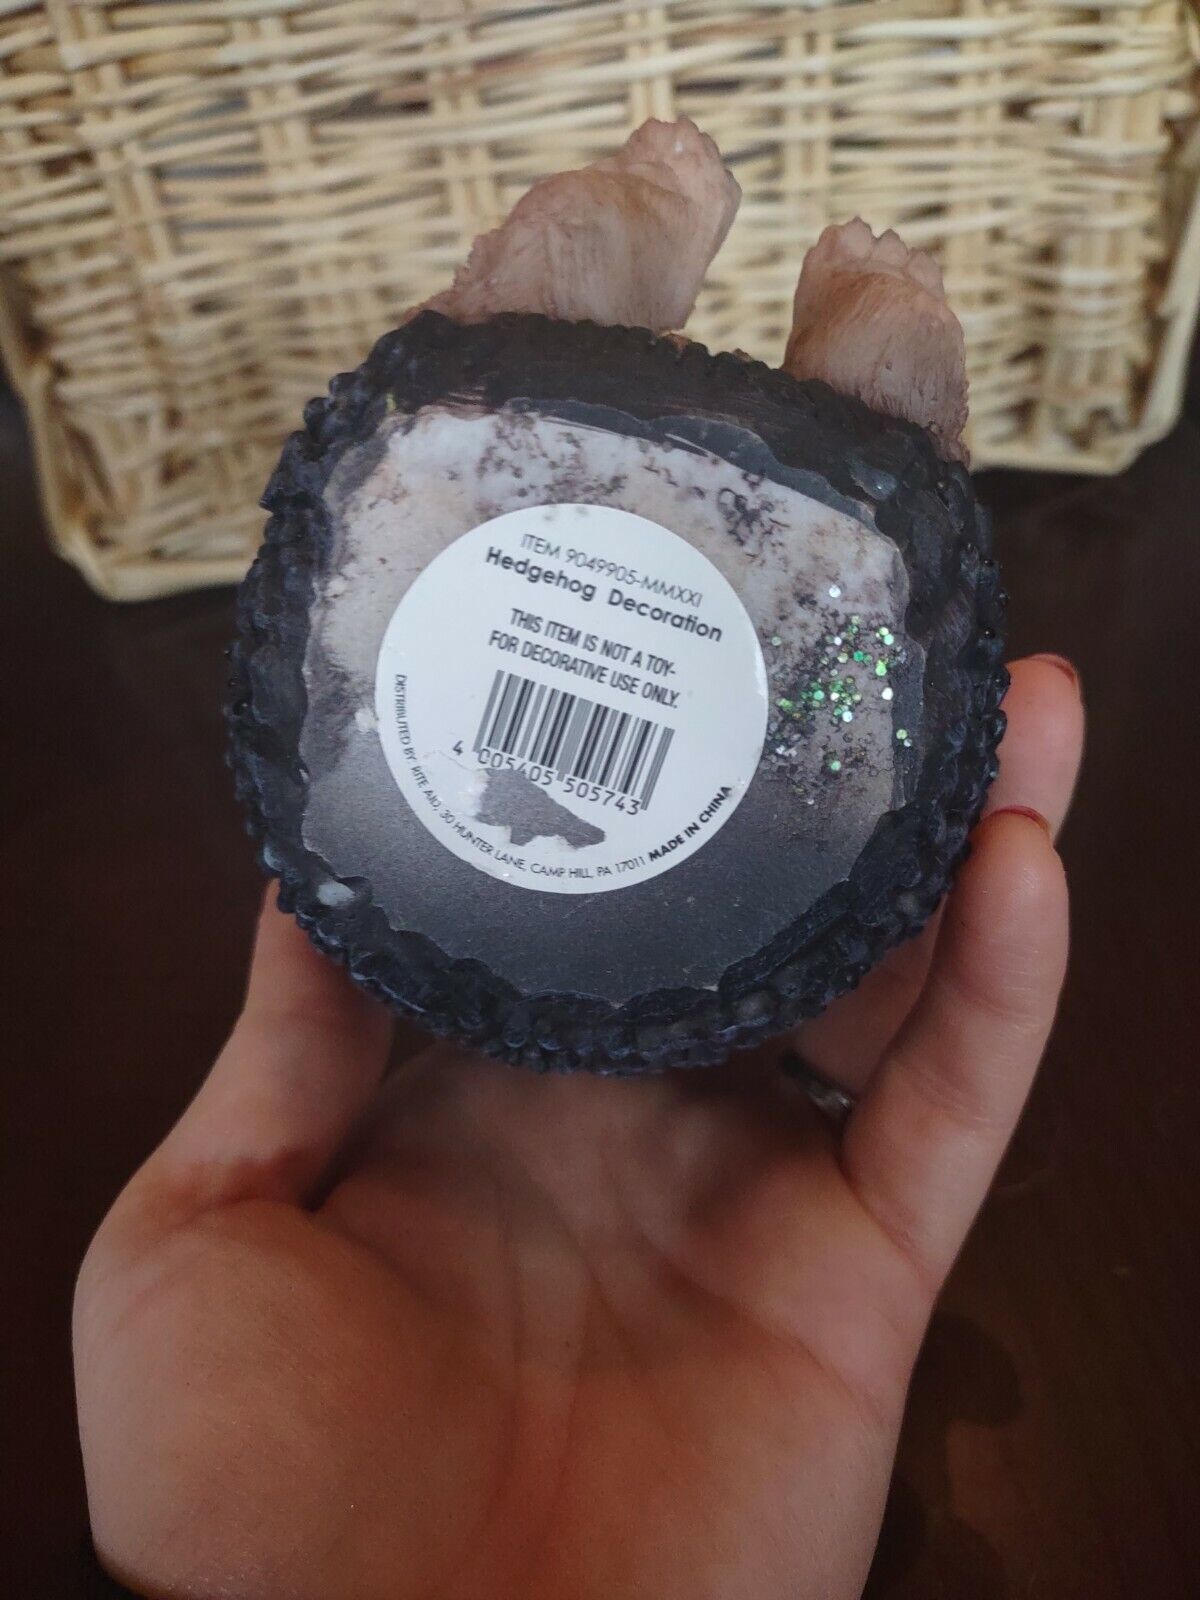 ITEM 9049905-MMXXI
Hedgehog Decoration
THIS ITEM IS NOT A TOY-
FOR DECORATIVE USE ONLY.
4 005405 505743
DISTRIBUTED BY: RITE AID, 30 HUNTER LANE, CAMP HILL, PA 17011 MADE IN CHINA